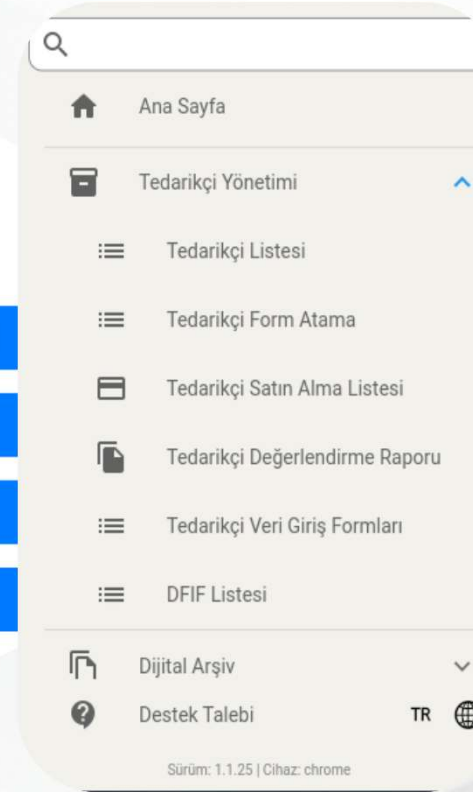 Ana Sayfa
Tedarikçi Yönetimi
Tedarikçi Listesi
Tedarikçi Form Atama
Tedarikçi Satın Alma Listesi
Tedarikçi Değerlendirme Raporu
Tedarikçi Veri Giriş Formları
DFIF Listesi
Dijital Arşiv
Destek Talebi TR
Sürüm: 1.1.25 | Cihaz: chrome